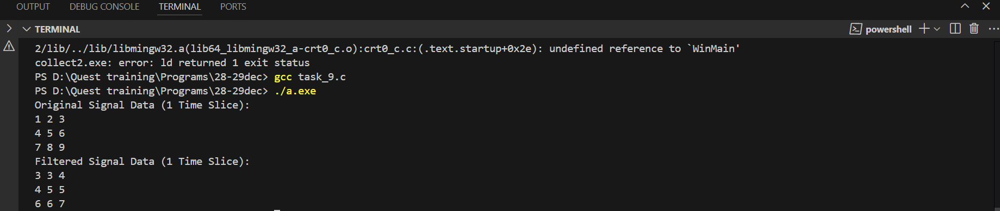 OUTPUT DEBUG CONSOLE TERMINAL PORTS
TERMINAL
powershell
2/lib/../lib/libmingw32.a(lib64_libmingw32_a-crt0_c.o):crt0_c.c:(.text.startup+0x2e): undefined reference to `WinMain'
collect2.exe: error: ld returned 1 exit status
PS D:\Quest training\Programs\28-29dec> gcc task_9.c
PS D:\Quest training\Programs\28-29dec> ./a.exe
Original Signal Data (1 Time Slice):
1 2 3
4 5 6
7 8 9
Filtered Signal Data (1 Time Slice):
3 3 4
4 5 5
6 6 7